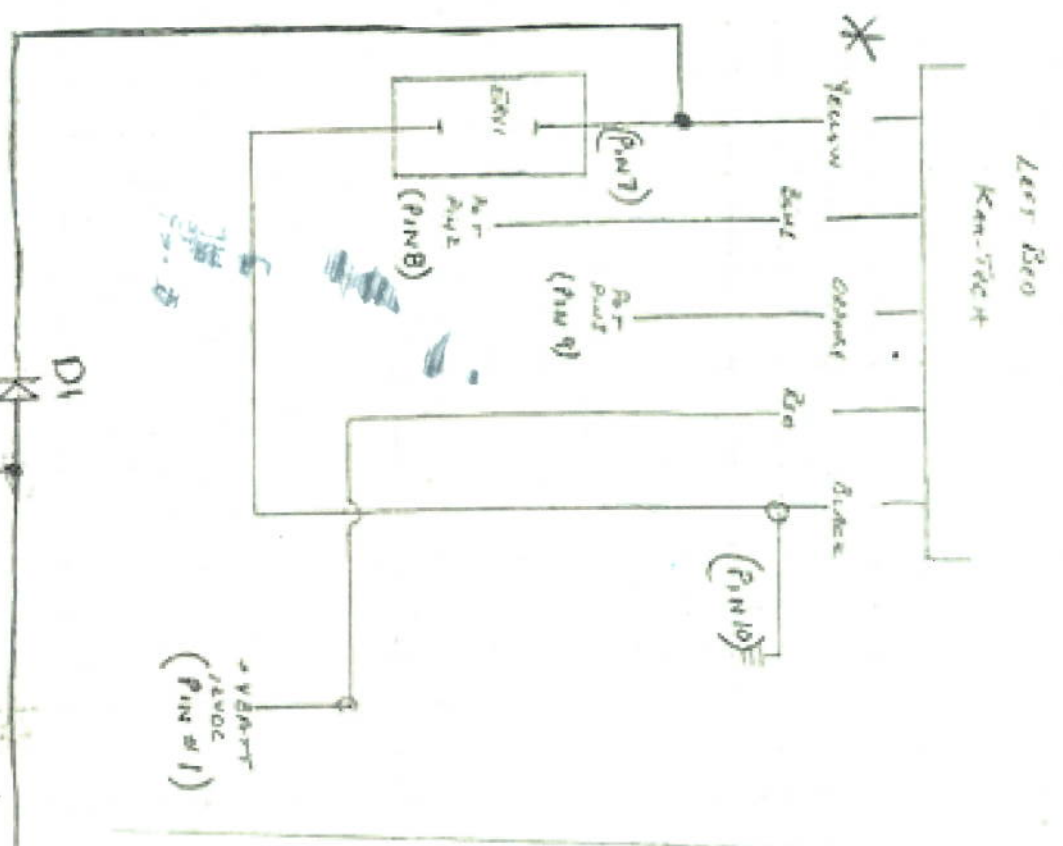 Left Bed
Kan-Tech
*
Yellow
Blue
Orange
Red
Black
(Pin 7)
(Pin 8)
(Pin 9)
(Pin 10)
+ VBATT
12VDC
(Pin #1)
D1